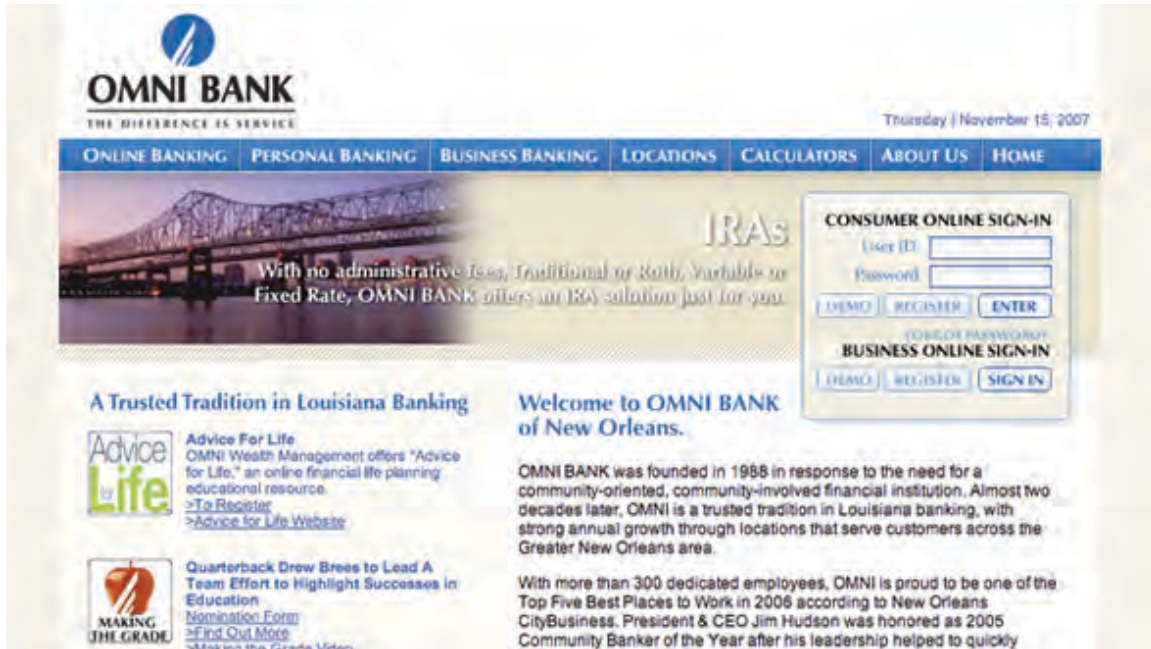 OMNI BANK
THE DIFFERENCE IS SERVICE
Thursday | November 15, 2007
ONLINE BANKING PERSONAL BANKING BUSINESS BANKING LOCATIONS CALCULATORS ABOUT US HOME
IRAs
With no administrative fees, Traditional or Roth, Variable or
Fixed Rate, OMNI BANK offers an IRA solution just for you.
CONSUMER ONLINE SIGN-IN
User ID
Password
DEMO REGISTER ENTER
FORGOT PASSWORD?
BUSINESS ONLINE SIGN-IN
DEMO REGISTER SIGN IN
A Trusted Tradition in Louisiana Banking
Advice
to
Life
Advice For Life
OMNI Wealth Management offers "Advice
for Life," an online financial life planning
educational resource
>To Register
>Advice for Life Website
MAKING
THE GRADE
Quarterback Drew Brees to Lead A
Team Effort to Highlight Successes in
Education
Nomination Form
>Find Out More
>Making the Grade Video
Welcome to OMNI BANK
of New Orleans.
OMNI BANK was founded in 1988 in response to the need for a
community-oriented, community-involved financial institution. Almost two
decades later, OMNI is a trusted tradition in Louisiana banking, with
strong annual growth through locations that serve customers across the
Greater New Orleans area.
With more than 300 dedicated employees, OMNI is proud to be one of the
Top Five Best Places to Work in 2006 according to New Orleans
CityBusiness. President & CEO Jim Hudson was honored as 2005
Community Banker of the Year after his leadership helped to quickly